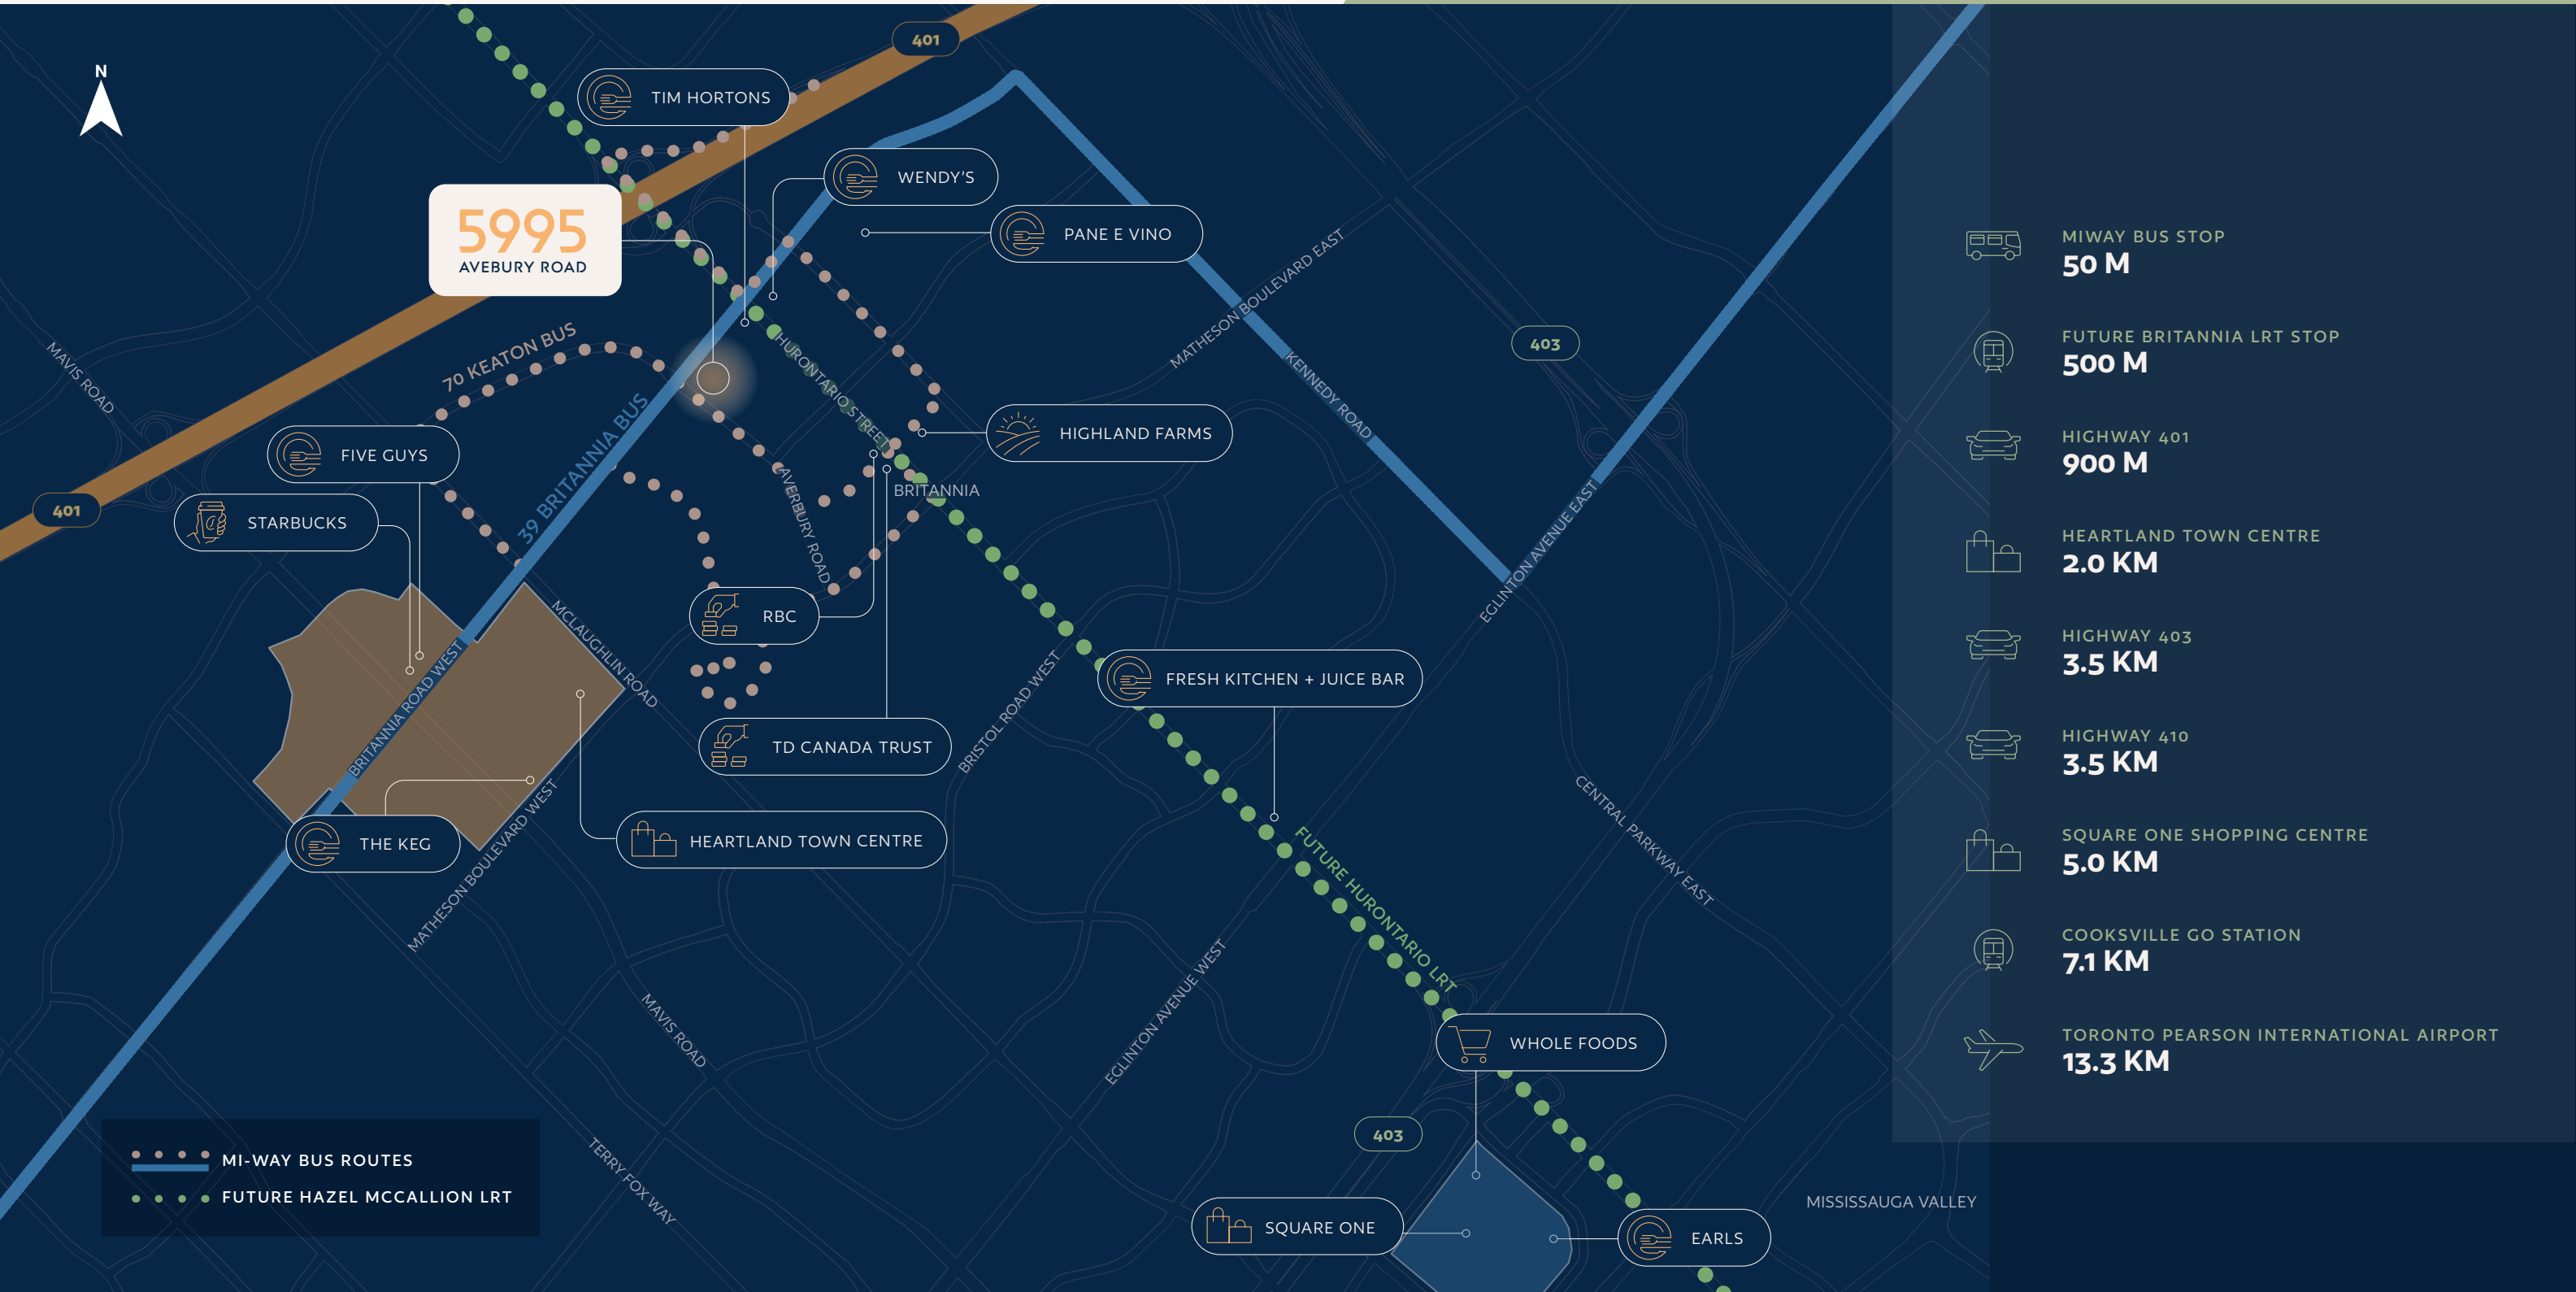 N
401
TIM HORTONS
WENDY'S
PANE E VINO
5995
AVEBURY ROAD
MATHESON BOULEVARD EAST
403
KENNEDY ROAD
MAVIS ROAD
70 KEATON BUS
HURONTARIO STREET
39 BRITANNIA BUS
HIGHLAND FARMS
FIVE GUYS
BRITANNIA
401
STARBUCKS
AVERBURY ROAD
EGLINTON AVENUE EAST
RBC
MCLAUGHLIN ROAD
BRITANNIA ROAD WEST
BRISTOL ROAD WEST
FRESH KITCHEN + JUICE BAR
TD CANADA TRUST
CENTRAL PARKWAY EAST
THE KEG
MATHESON BOULEVARD WEST
HEARTLAND TOWN CENTRE
FUTURE HURONTARIO LRT
MAVIS ROAD
EGLINTON AVENUE WEST
WHOLE FOODS
403
TERRY FOX WAY
SQUARE ONE
EARLS
MISSISSAUGA VALLEY
MI-WAY BUS ROUTES
FUTURE HAZEL MCCALLION LRT
MIWAY BUS STOP
50 M
FUTURE BRITANNIA LRT STOP
500 M
HIGHWAY 401
900 M
HEARTLAND TOWN CENTRE
2.0 KM
HIGHWAY 403
3.5 KM
HIGHWAY 410
3.5 KM
SQUARE ONE SHOPPING CENTRE
5.0 KM
COOKSVILLE GO STATION
7.1 KM
TORONTO PEARSON INTERNATIONAL AIRPORT
13.3 KM